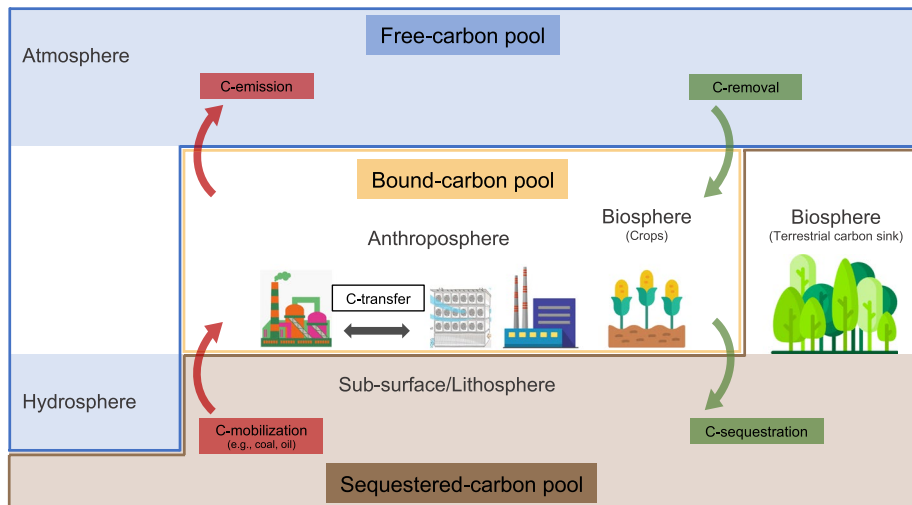 Free-carbon pool
Atmosphere
C-emission
C-removal
Bound-carbon pool
Biosphere
(Crops)
Biosphere
(Terrestrial carbon sink)
Anthroposphere
C-transfer
Sub-surface/Lithosphere
Hydrosphere
C-mobilization
(e.g., coal, oil)
C-sequestration
Sequestered-carbon pool